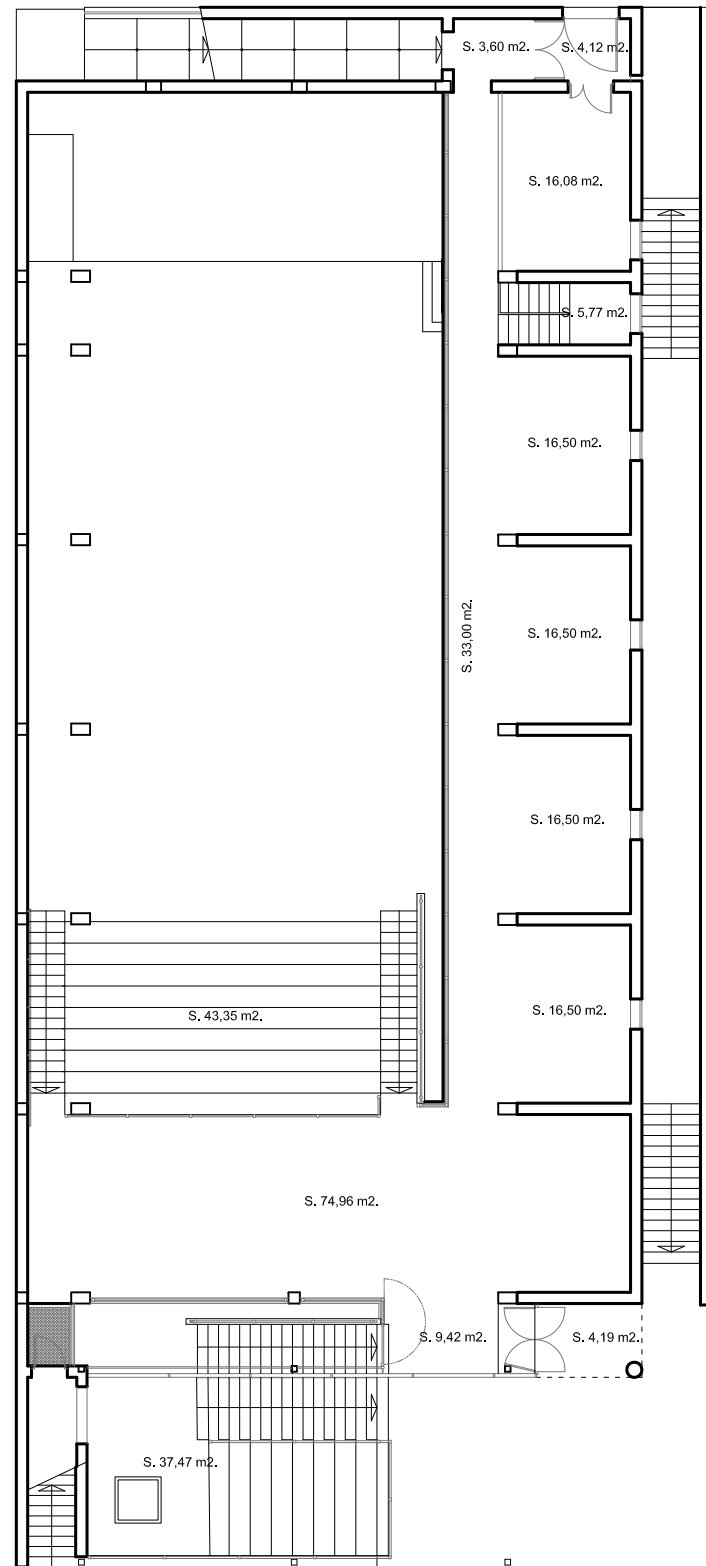 S. 3,60 m2.
S. 4,12 m2.
S. 16,08 m2.
S. 5,77 m2.
S. 16,50 m2.
S. 16,50 m2.
S. 33,00 m2.
S. 16,50 m2.
S. 16,50 m2.
S. 43,35 m2.
S. 74,96 m2.
S. 9,42 m2.
S. 4,19 m2.
S. 37,47 m2.